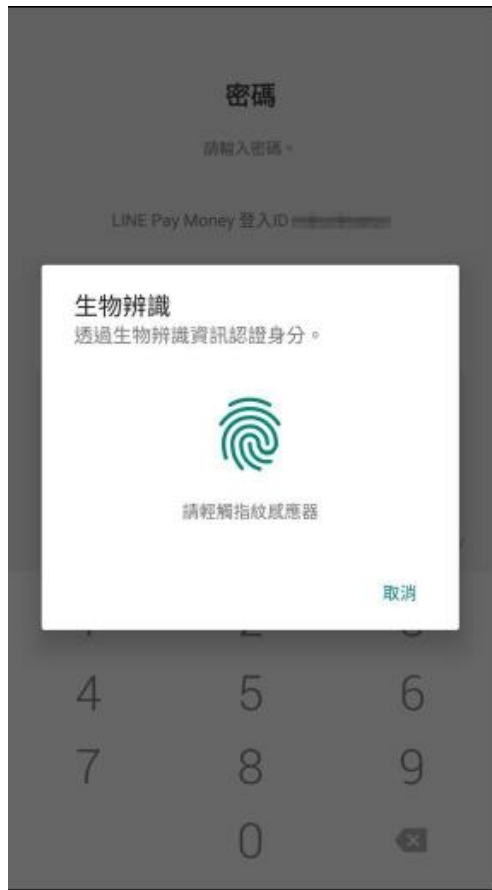 密碼
請輸入密碼。
LINE Pay Money 登入ID
生物辨識
透過生物辨識資訊認證身分。
請輕觸指紋感應器
取消
4 5 6
7 8 9
0